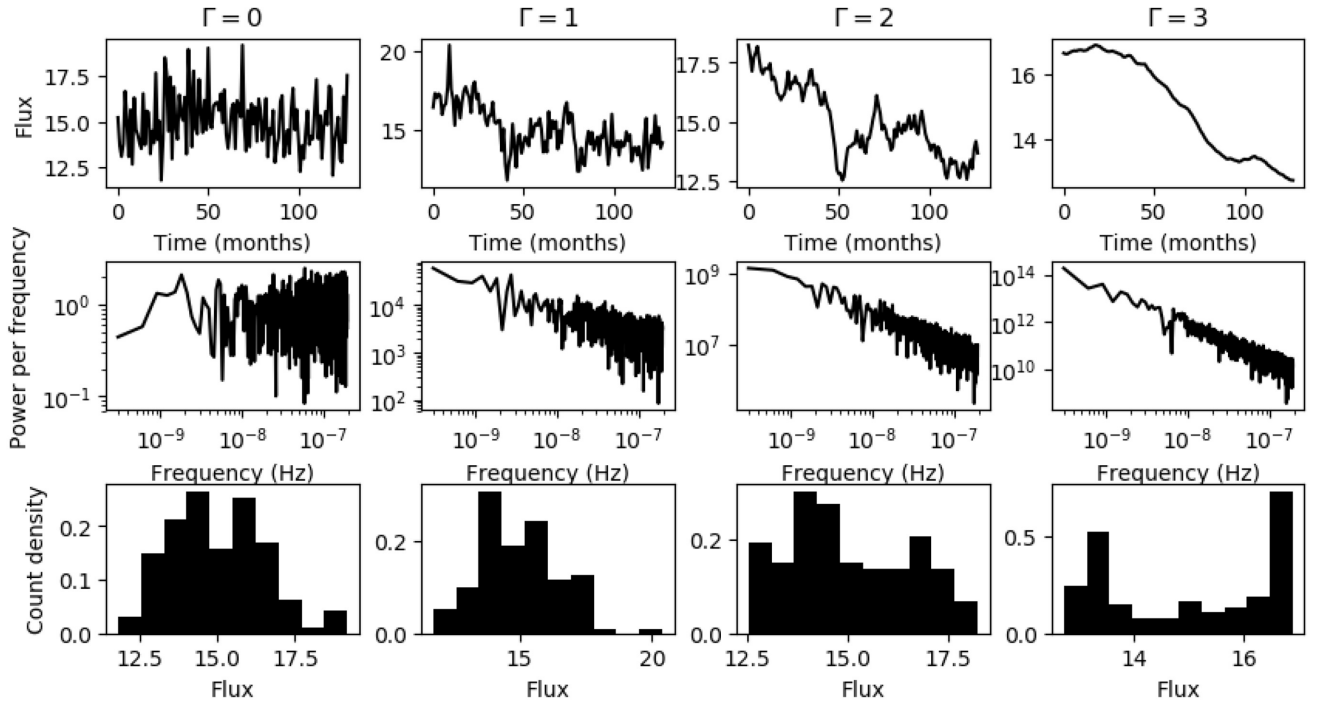 Γ = 0 Γ = 1 Γ = 2 Γ = 3
Flux
17.5
15.0
12.5
0 50 100
Time (months)
20
15
0 50 100
Time (months)
17.5
15.0
12.5
0 50 100
Time (months)
16
14
0 50 100
Time (months)
Power per frequency
10⁰
10⁻¹
10⁻⁹ 10⁻⁸ 10⁻⁷
Frequency (Hz)
10⁴
10³
10²
10⁻⁹ 10⁻⁸ 10⁻⁷
Frequency (Hz)
10⁹
10⁷
10⁻⁹ 10⁻⁸ 10⁻⁷
Frequency (Hz)
10¹⁴
10¹²
10¹⁰
10⁻⁹ 10⁻⁸ 10⁻⁷
Frequency (Hz)
Count density
0.2
0.1
0.0
12.5 15.0 17.5
Flux
0.2
0.0
15 20
Flux
0.2
0.0
12.5 15.0 17.5
Flux
0.5
0.0
14 16
Flux